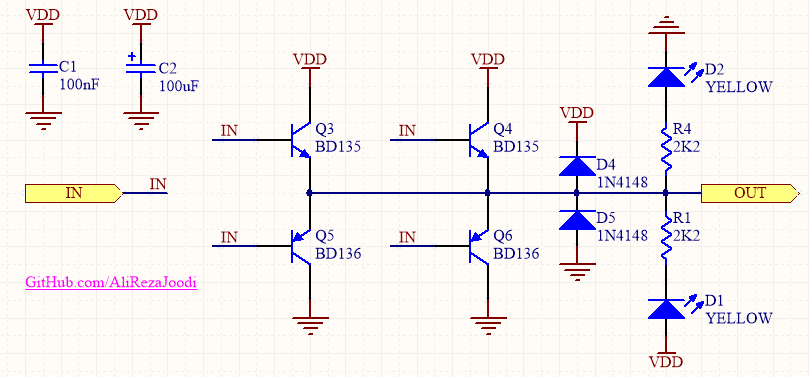 VDD
VDD
+
C1
100nF
C2
100uF
VDD
VDD
IN
Q3
BD135
IN
Q4
BD135
VDD
D4
1N4148
D2
YELLOW
R4
2K2
IN
IN
OUT
IN
Q5
BD136
IN
Q6
BD136
D5
1N4148
R1
2K2
GitHub.com/AliRezaJoodi
D1
YELLOW
VDD